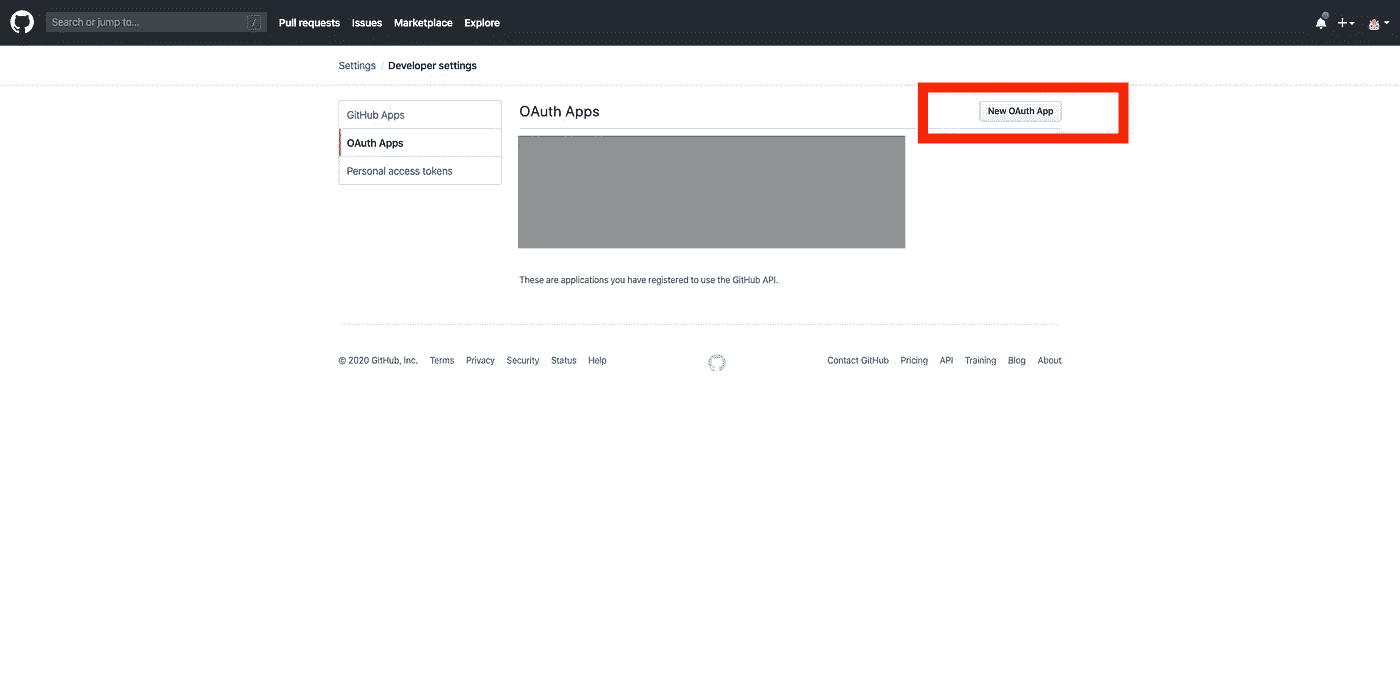 Search or jump to... /
Pull requests Issues Marketplace Explore
Settings / Developer settings
GitHub Apps
OAuth Apps
Personal access tokens
OAuth Apps
New OAuth App
These are applications you have registered to use the GitHub API.
© 2020 GitHub, Inc. Terms Privacy Security Status Help
Contact GitHub Pricing API Training Blog About